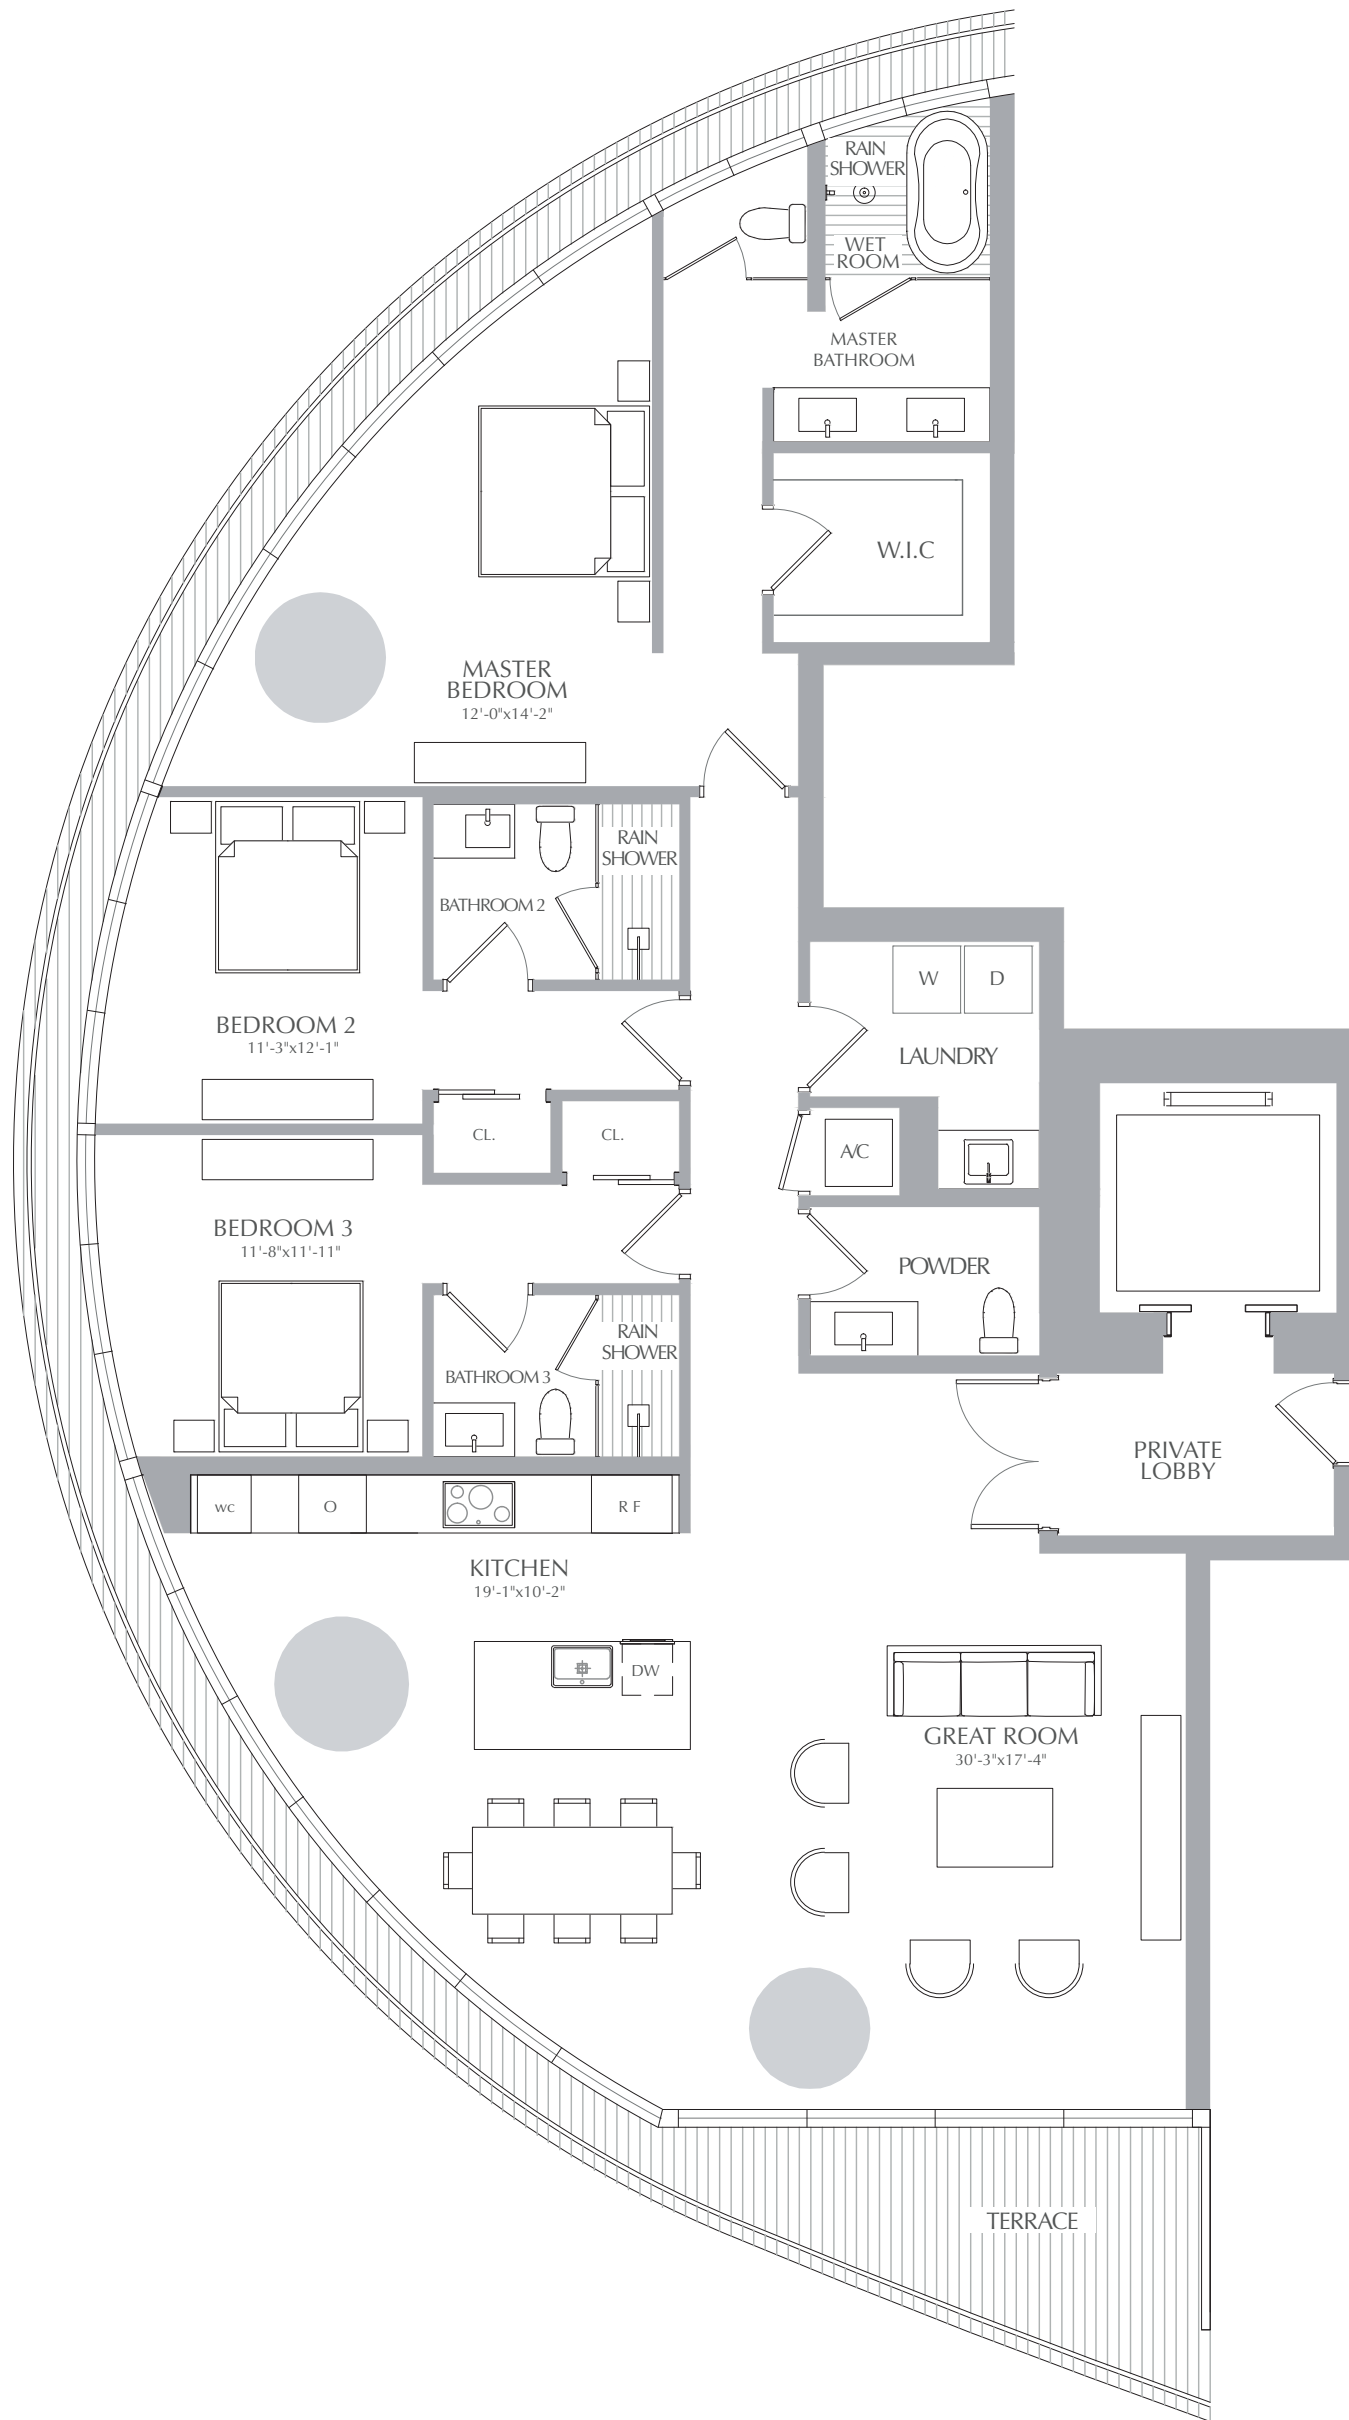 RAIN
SHOWER
WET
ROOM
MASTER
BATHROOM
W.I.C
MASTER
BEDROOM
12'-0"x14'-2"
RAIN
SHOWER
BATHROOM 2
W
D
BEDROOM 2
11'-3"x12'-1"
LAUNDRY
CL.
CL.
A/C
BEDROOM 3
11'-8"x11'-11"
POWDER
RAIN
SHOWER
BATHROOM 3
PRIVATE
LOBBY
wc
O
R F
KITCHEN
19'-1"x10'-2"
DW
GREAT ROOM
30'-3"x17'-4"
TERRACE